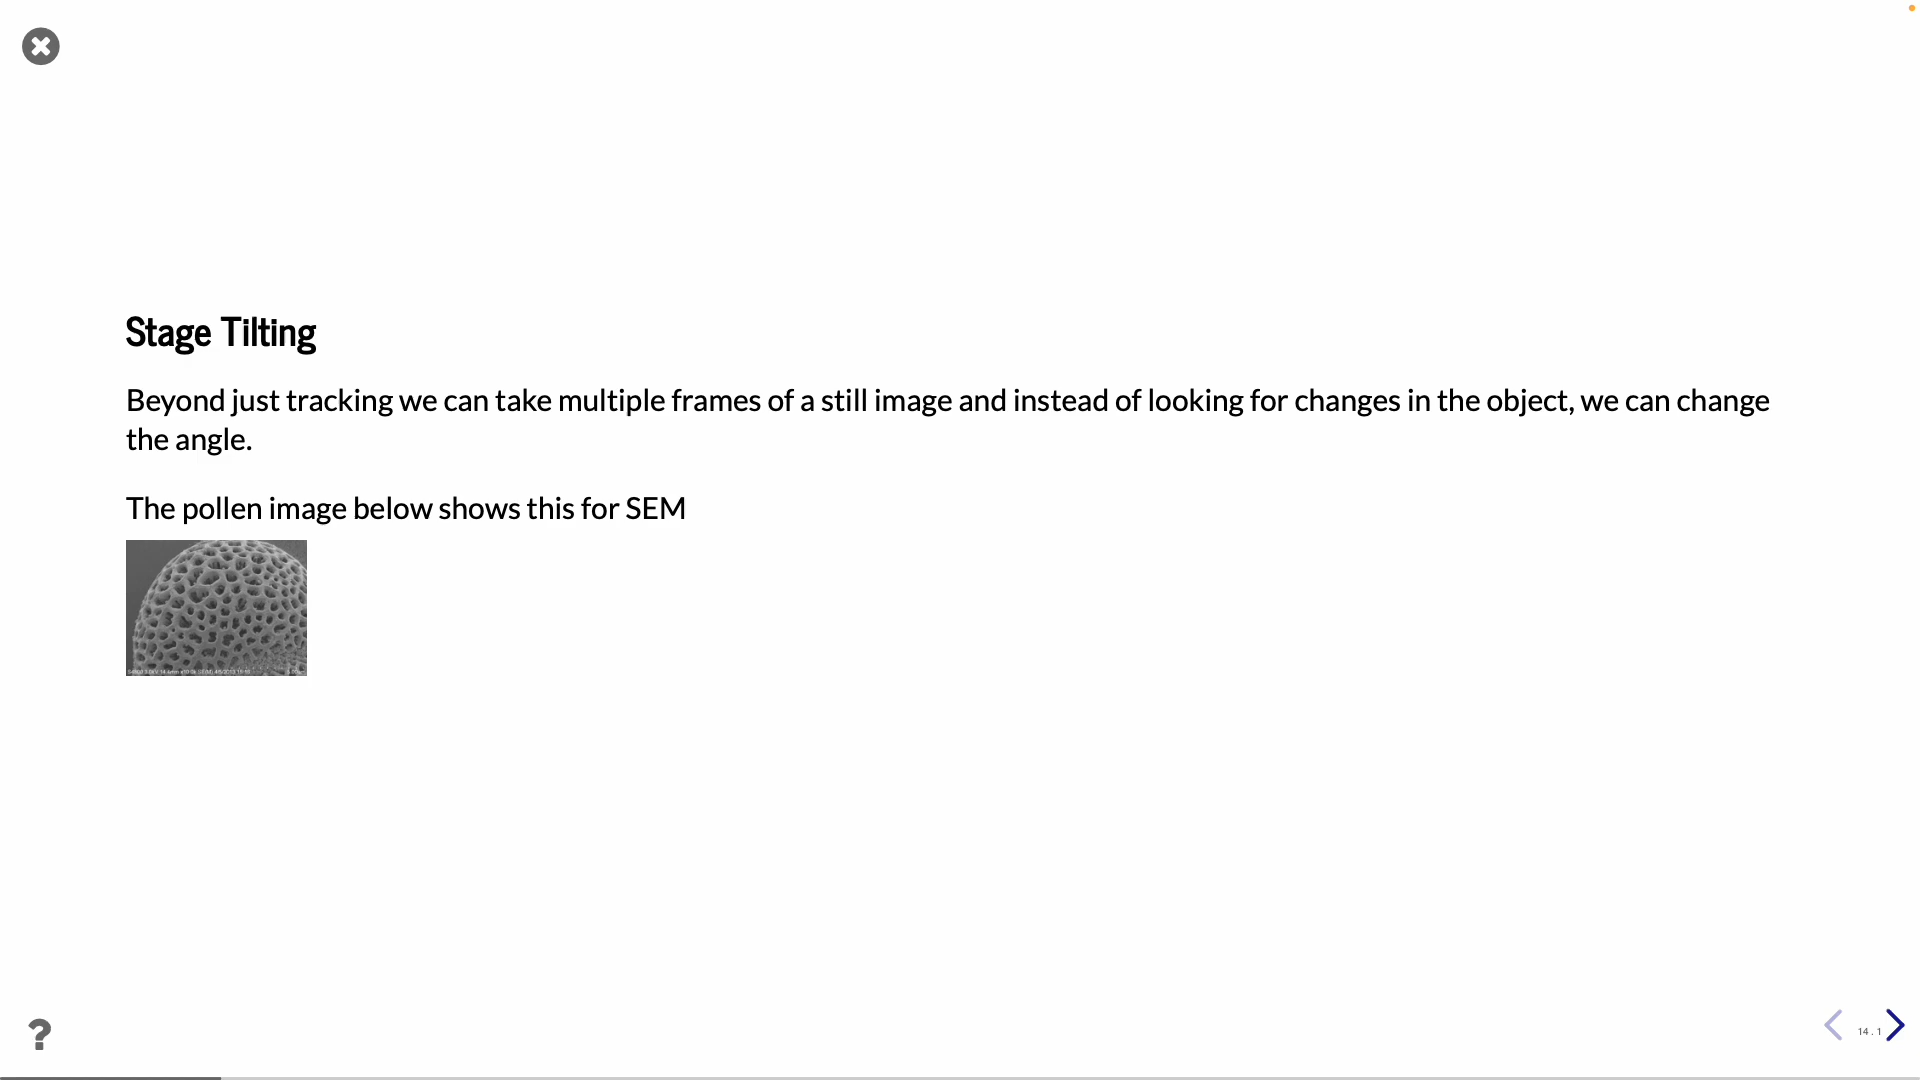 Stage Tilting
Beyond just tracking we can take multiple frames of a still image and instead of looking for changes in the object, we can change
the angle.
The pollen image below shows this for SEM
?
14 . 1